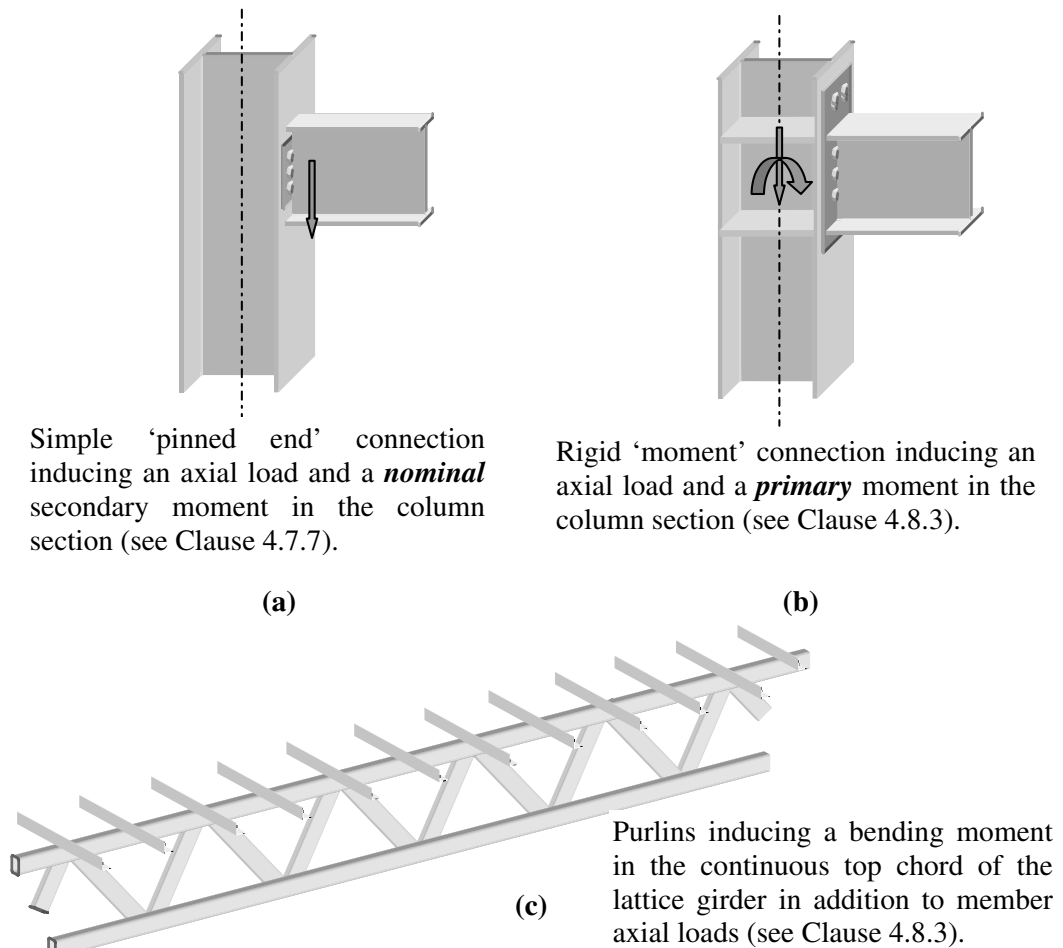 Simple ‘pinned end’ connection
inducing an axial load and a nominal
secondary moment in the column
section (see Clause 4.7.7).
(a)
Rigid ‘moment’ connection inducing an
axial load and a primary moment in the
column section (see Clause 4.8.3).
(b)
Purlins inducing a bending moment
in the continuous top chord of the
lattice girder in addition to member
axial loads (see Clause 4.8.3).
(c)